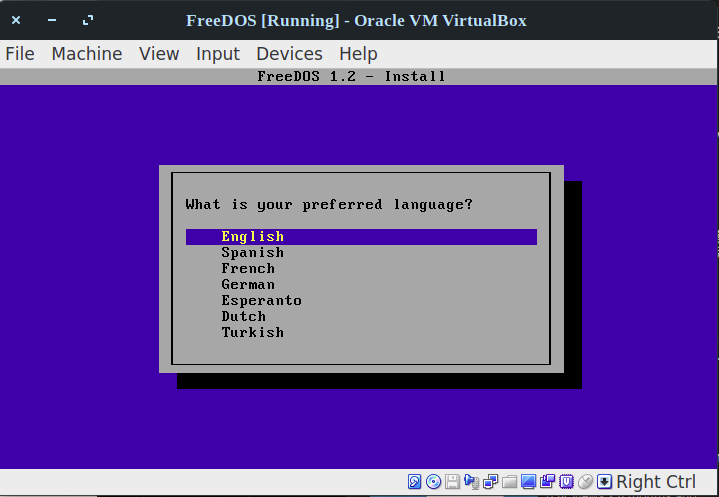 FreeDOS [Running] - Oracle VM VirtualBox
File Machine View Input Devices Help
FreeDOS 1.2 - Install
What is your preferred language?
English
Spanish
French
German
Esperanto
Dutch
Turkish
Right Ctrl